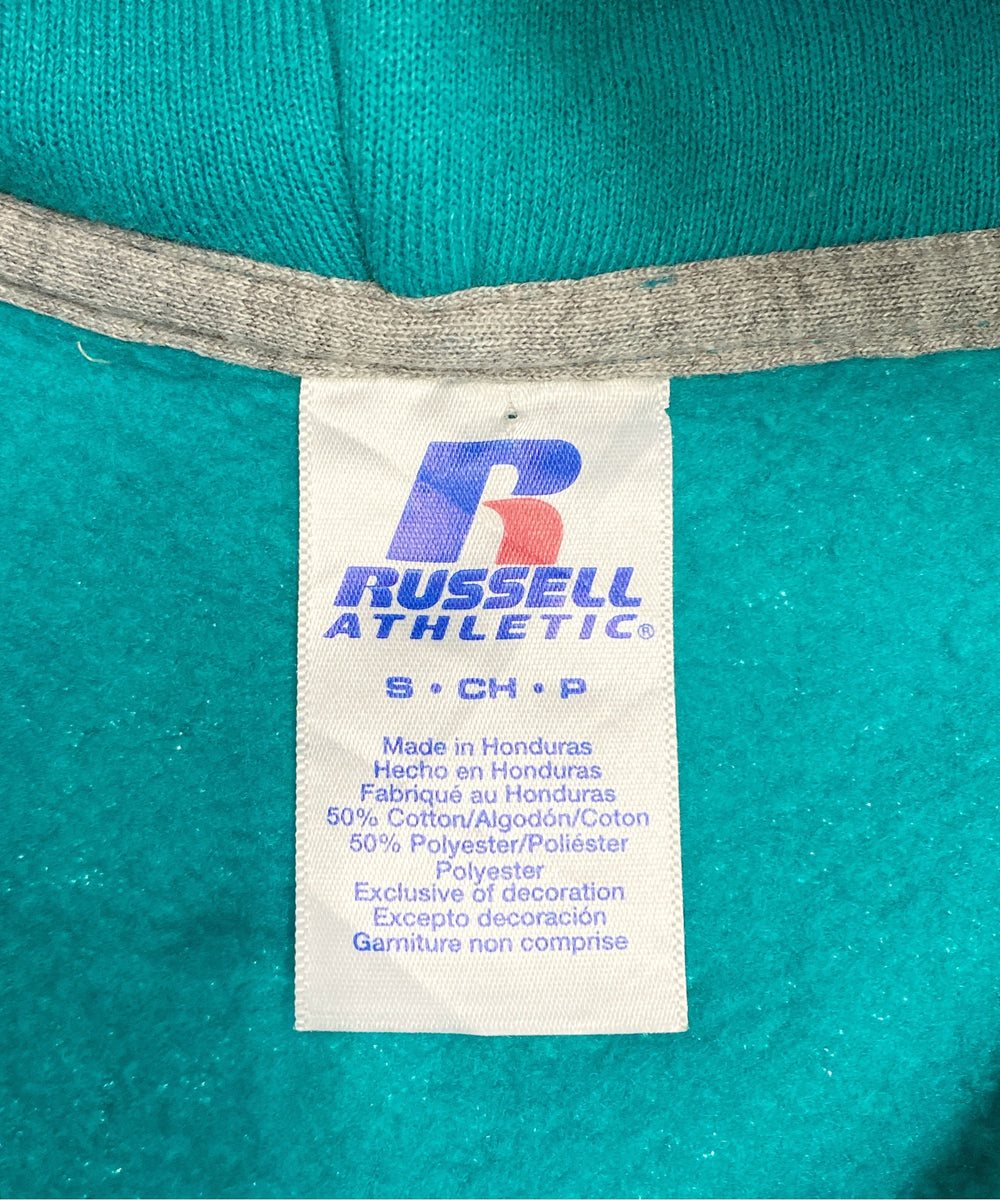 R
RUSSELL
ATHLETIC®
S • CH • P
Made in Honduras
Hecho en Honduras
Fabriqué au Honduras
50% Cotton/Algodón/Coton
50% Polyester/Poliéster
Polyester
Exclusive of decoration
Excepto decoración
Garniture non comprise